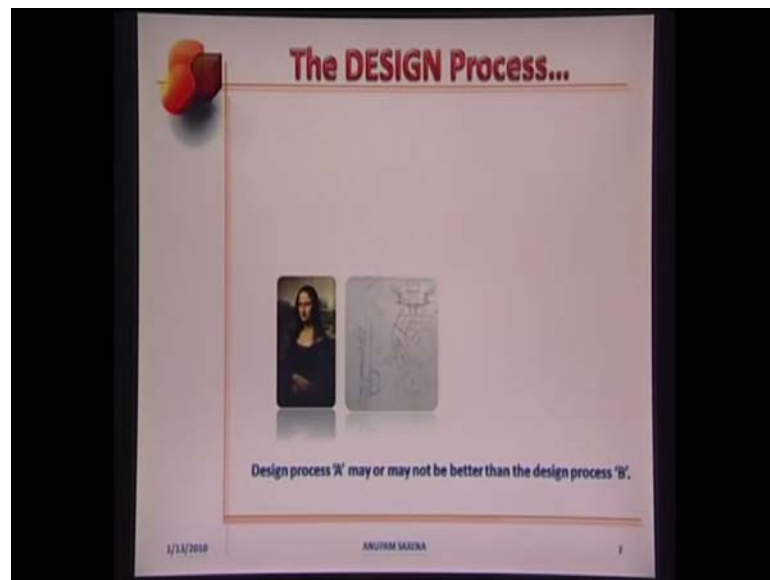 The DESIGN Process...
Design process 'A' may or may not be better than the design process 'B'.
1/13/2010
ANUPAM SAXENA
7